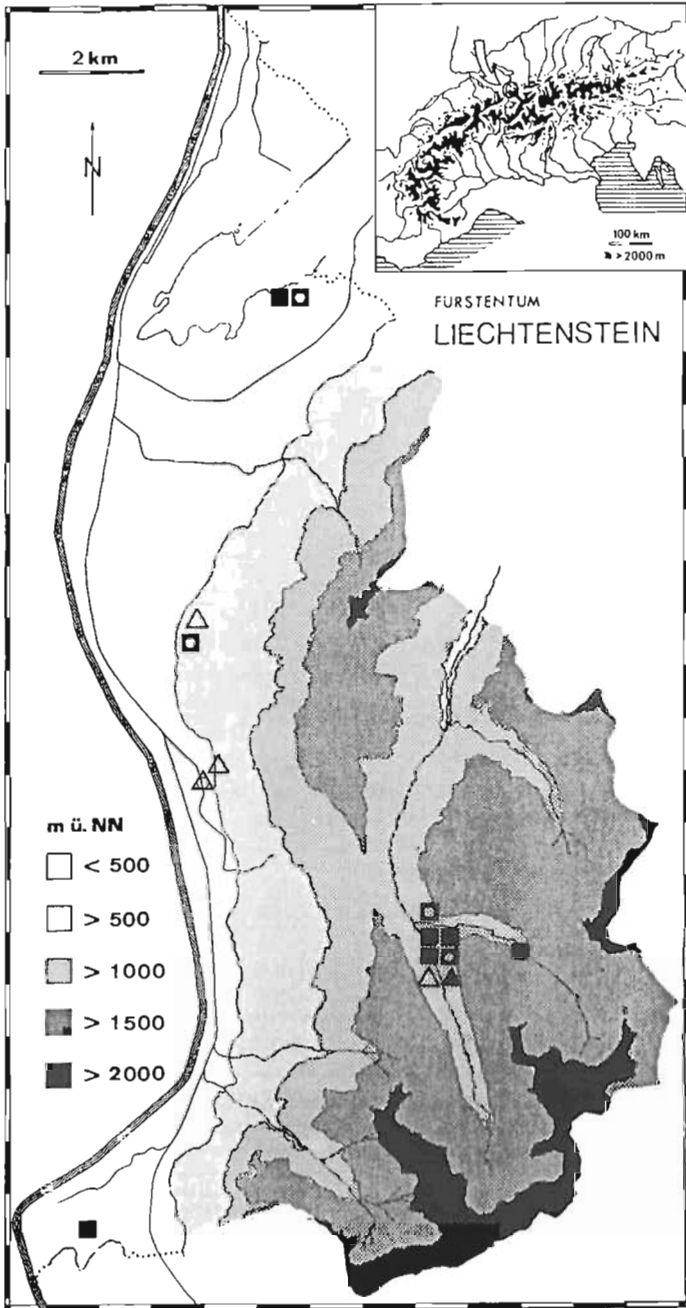 2 km
N
100 km
> 2000 m
FÜRSTENTUM
LIECHTENSTEIN
m ü. NN
< 500
> 500
> 1000
> 1500
> 2000